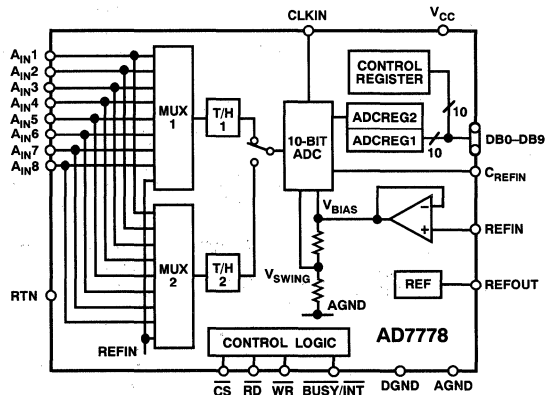 CLKIN
VCC
AIN1
AIN2
AIN3
AIN4
AIN5
AIN6
AIN7
AIN8
MUX
1
T/H
1
10-BIT
ADC
CONTROL
REGISTER
10
ADCREG2
ADCREG1
10
DB0–DB9
CREFIN
VBIAS
−
+
REFIN
MUX
2
T/H
2
VSWING
AGND
REF
REFOUT
RTN
REFIN
AD7778
CONTROL LOGIC
CS RD WR BUSY/INT DGND AGND